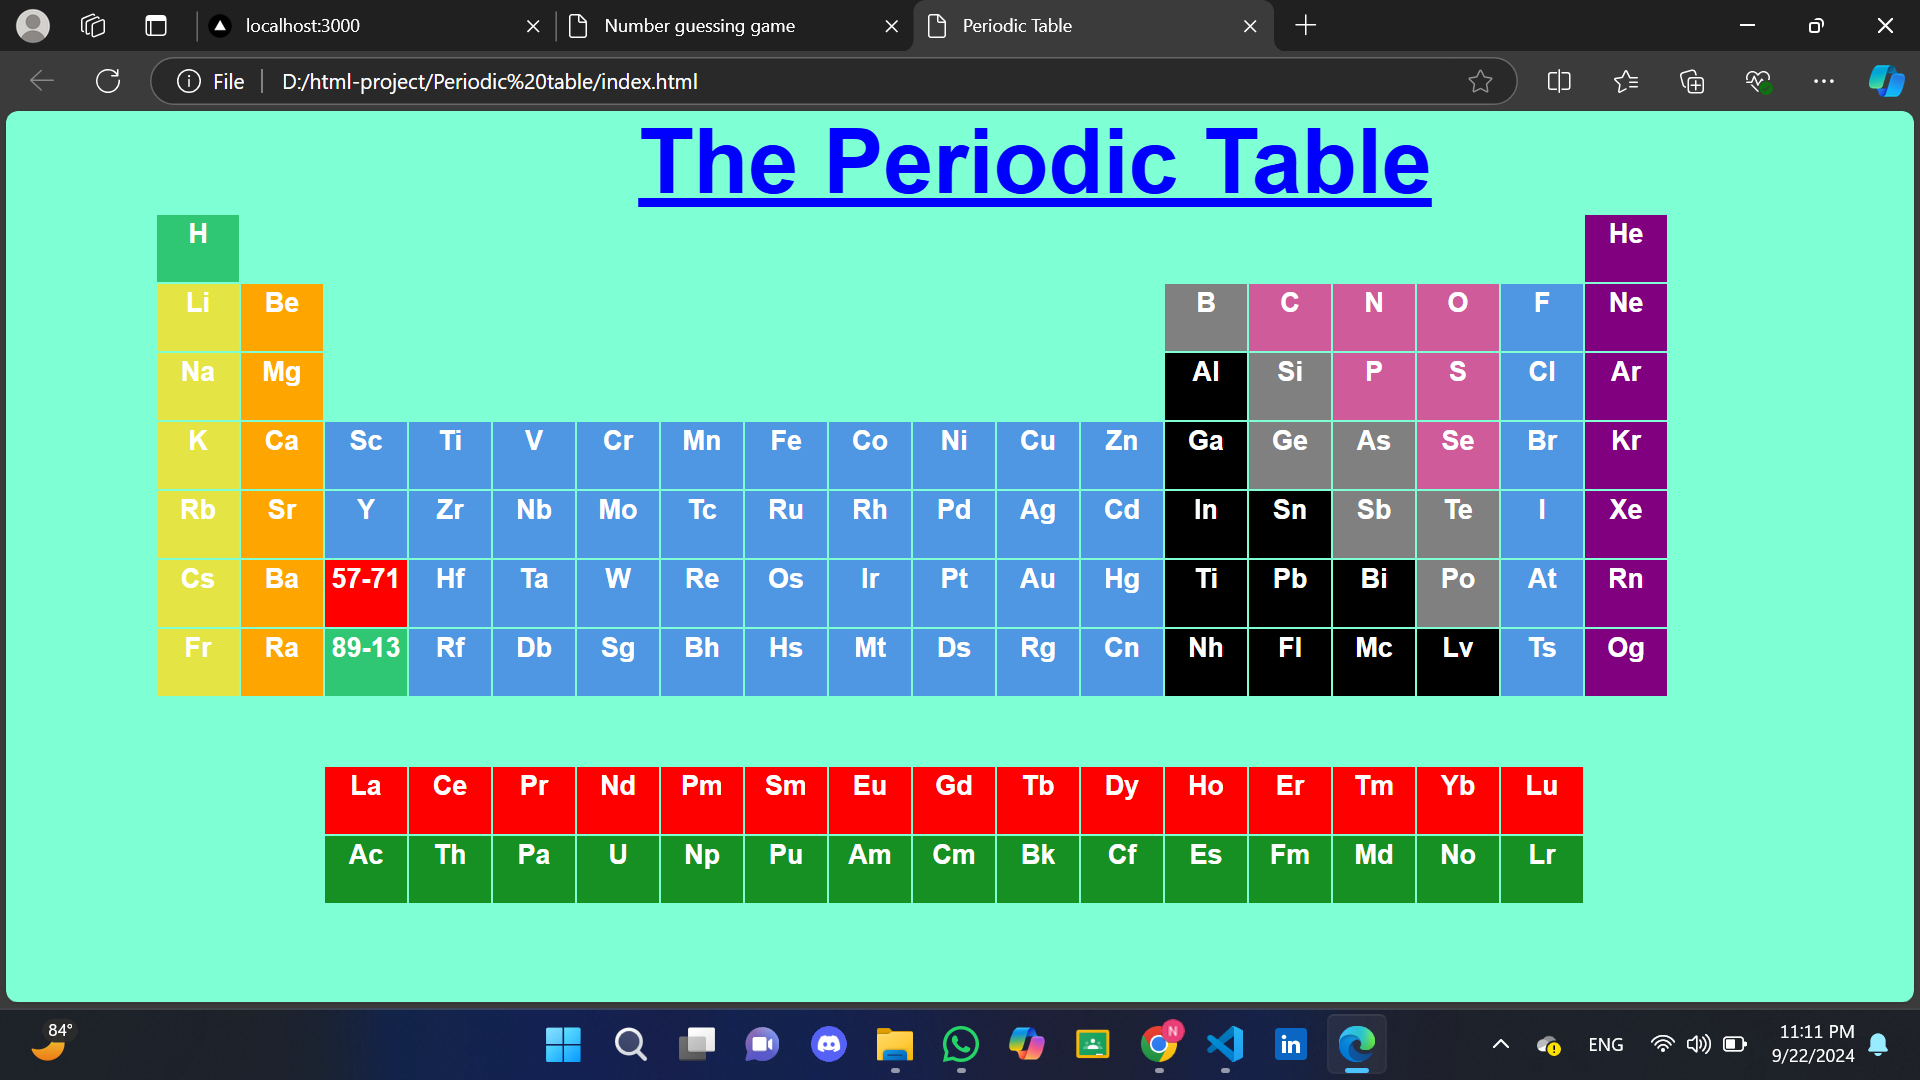 localhost:3000 Number guessing game Periodic Table
File D:/html-project/Periodic%20table/index.html
The Periodic Table
H He
Li Be B C N O F Ne
Na Mg Al Si P S Cl Ar
K Ca Sc Ti V Cr Mn Fe Co Ni Cu Zn Ga Ge As Se Br Kr
Rb Sr Y Zr Nb Mo Tc Ru Rh Pd Ag Cd In Sn Sb Te I Xe
Cs Ba 57-71 Hf Ta W Re Os Ir Pt Au Hg Ti Pb Bi Po At Rn
Fr Ra 89-13 Rf Db Sg Bh Hs Mt Ds Rg Cn Nh Fl Mc Lv Ts Og
La Ce Pr Nd Pm Sm Eu Gd Tb Dy Ho Er Tm Yb Lu
Ac Th Pa U Np Pu Am Cm Bk Cf Es Fm Md No Lr
84° N in ENG 11:11 PM
9/22/2024